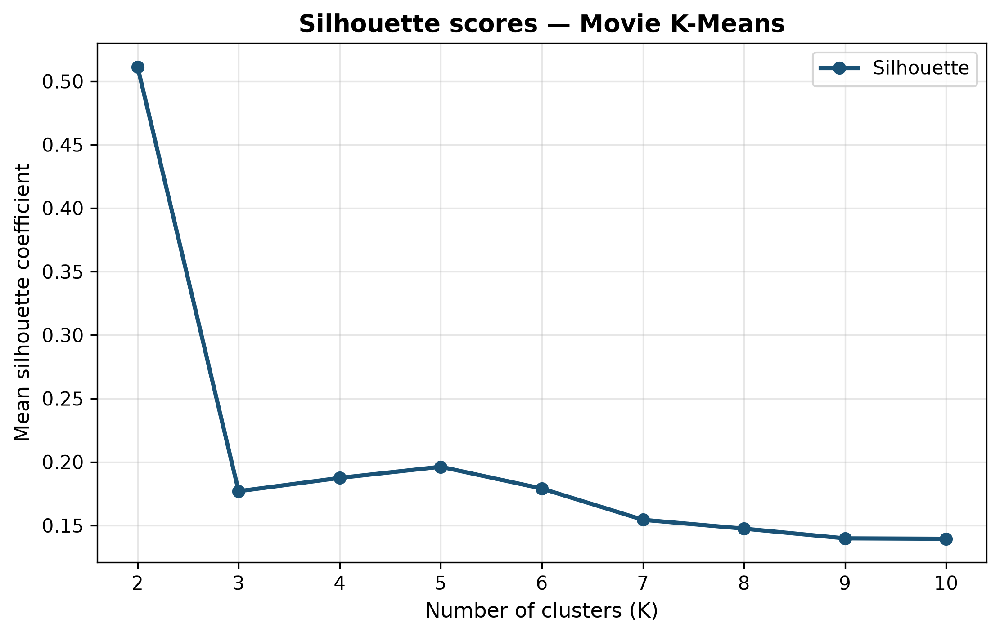 Silhouette scores — Movie K-Means
Silhouette
Mean silhouette coefficient
0.50
0.45
0.40
0.35
0.30
0.25
0.20
0.15
2 3 4 5 6 7 8 9 10
Number of clusters (K)